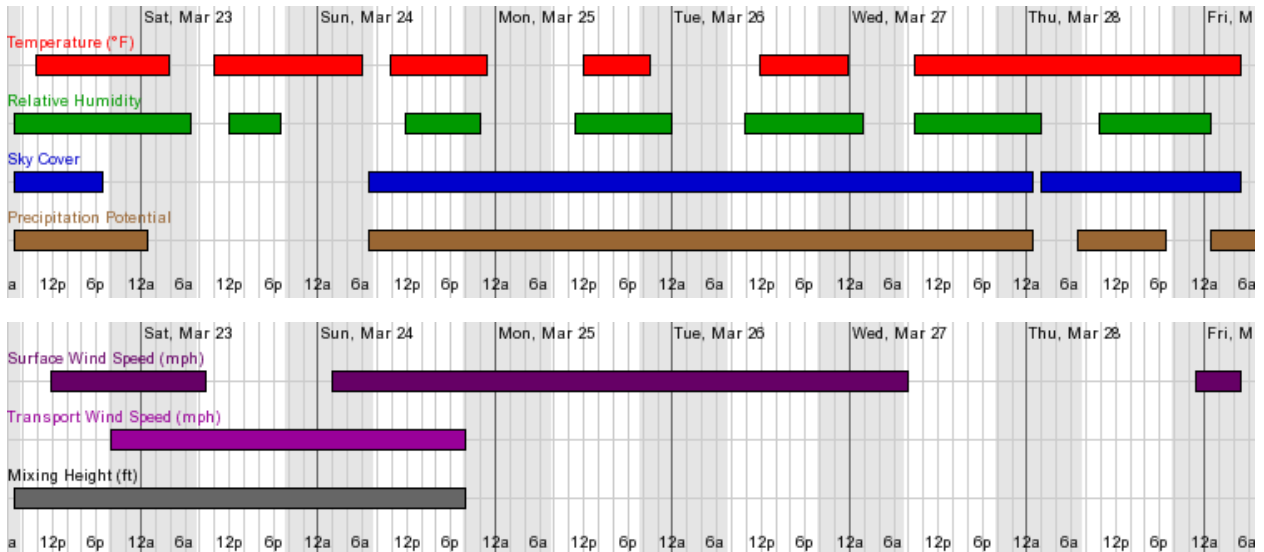 Sat, Mar 23 Sun, Mar 24 Mon, Mar 25 Tue, Mar 26 Wed, Mar 27 Thu, Mar 28 Fri, M
Temperature (°F)
Relative Humidity
Sky Cover
Precipitation Potential
a 12p 6p 12a 6a 12p 6p 12a 6a 12p 6p 12a 6a 12p 6p 12a 6a 12p 6p 12a 6a 12p 6p 12a 6a 12p 6p 12a 6a
Sat, Mar 23 Sun, Mar 24 Mon, Mar 25 Tue, Mar 26 Wed, Mar 27 Thu, Mar 28 Fri, M
Surface Wind Speed (mph)
Transport Wind Speed (mph)
Mixing Height (ft)
a 12p 6p 12a 6a 12p 6p 12a 6a 12p 6p 12a 6a 12p 6p 12a 6a 12p 6p 12a 6a 12p 6p 12a 6a 12p 6p 12a 6a